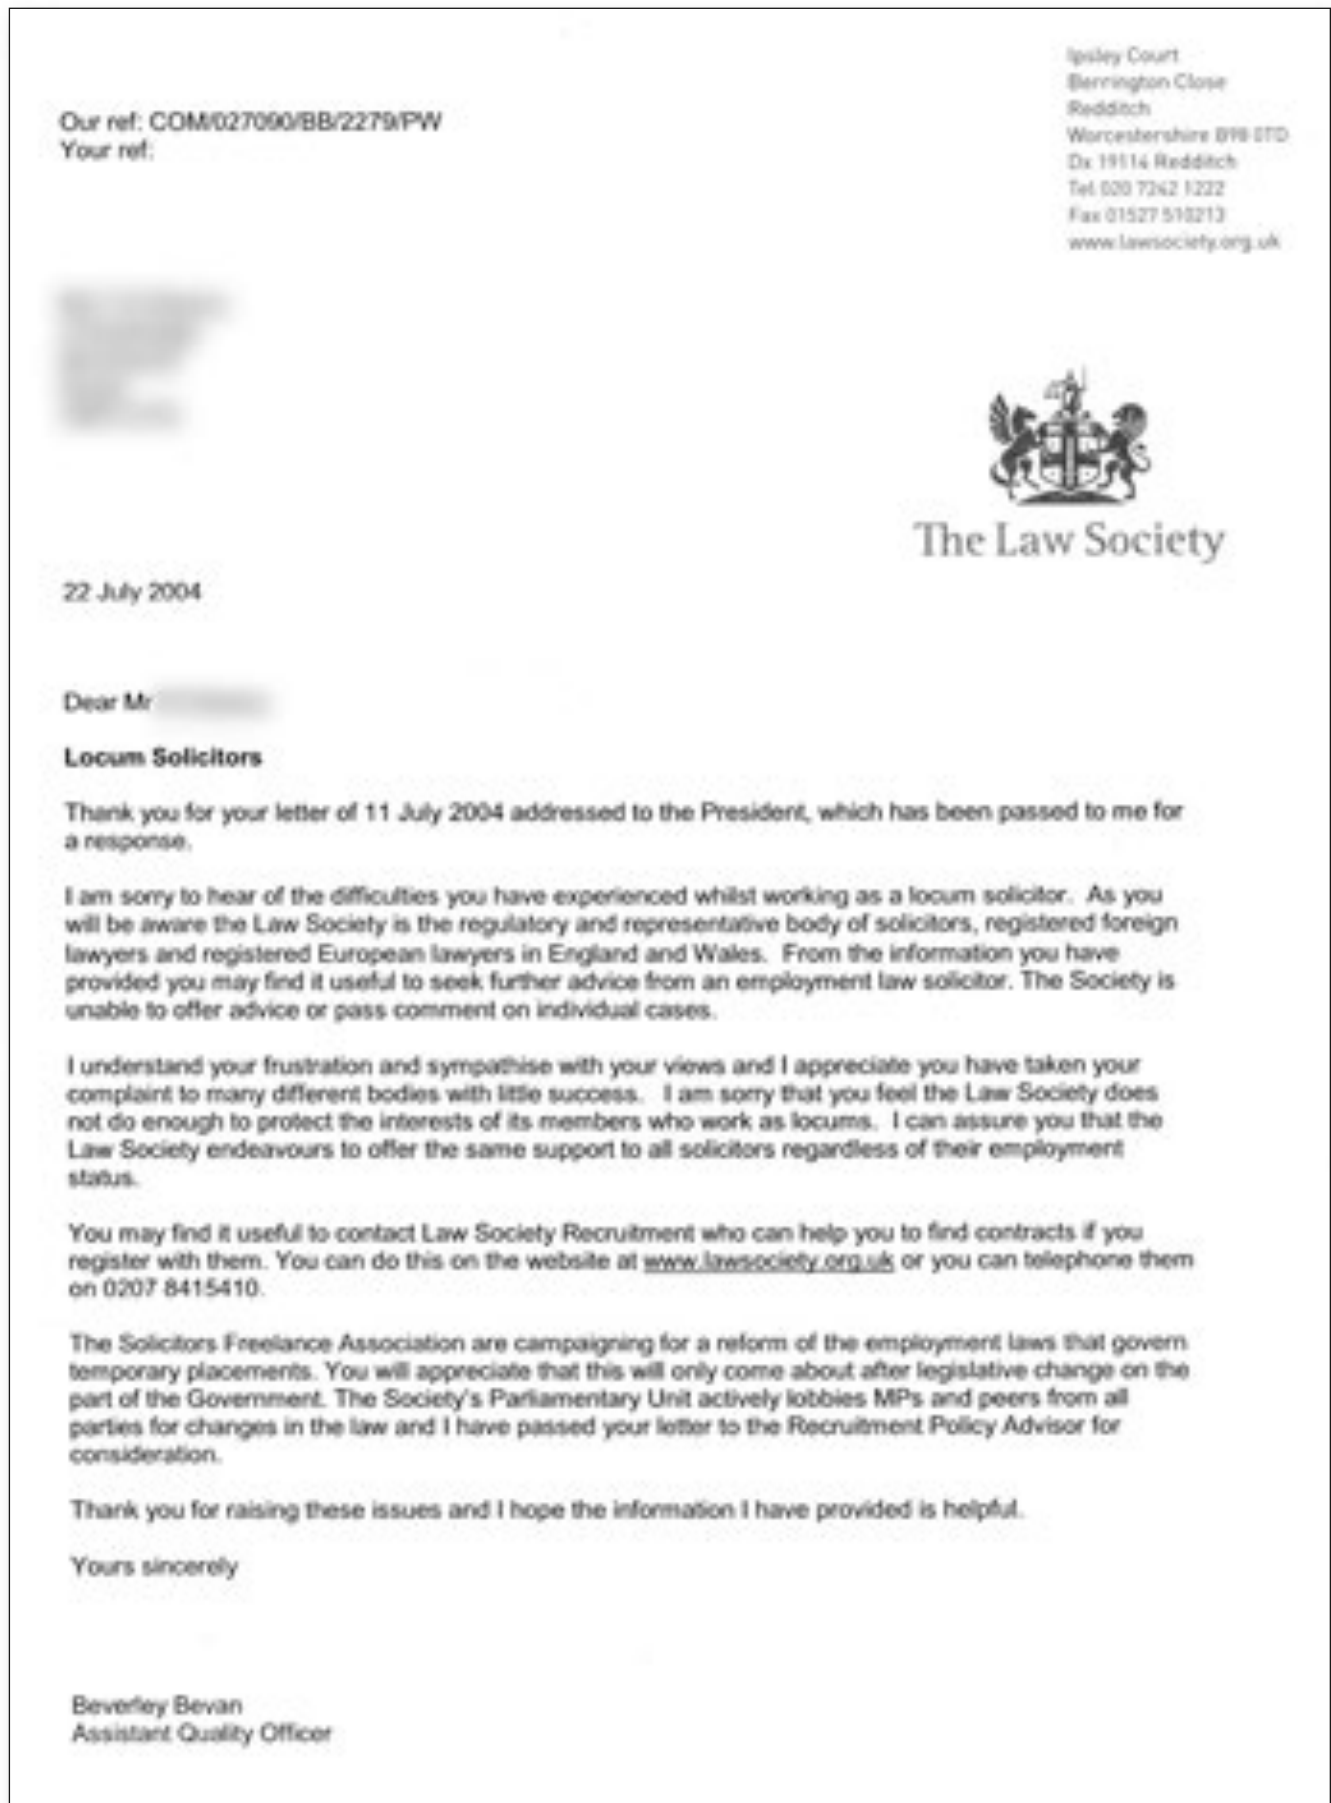 Ipsley Court
Berrington Close
Redditch
Worcestershire B98 0TD
Dx 19114 Redditch
Tel 020 7242 1222
Fax 01527 510213
www.lawsociety.org.uk
Our ref: COM/027090/BB/2279/PW
Your ref:
The Law Society
22 July 2004
Dear Mr
Locum Solicitors
Thank you for your letter of 11 July 2004 addressed to the President, which has been passed to me for
a response.
I am sorry to hear of the difficulties you have experienced whilst working as a locum solicitor. As you
will be aware the Law Society is the regulatory and representative body of solicitors, registered foreign
lawyers and registered European lawyers in England and Wales. From the information you have
provided you may find it useful to seek further advice from an employment law solicitor. The Society is
unable to offer advice or pass comment on individual cases.
I understand your frustration and sympathise with your views and I appreciate you have taken your
complaint to many different bodies with little success. I am sorry that you feel the Law Society does
not do enough to protect the interests of its members who work as locums. I can assure you that the
Law Society endeavours to offer the same support to all solicitors regardless of their employment
status.
You may find it useful to contact Law Society Recruitment who can help you to find contracts if you
register with them. You can do this on the website at www.lawsociety.org.uk or you can telephone them
on 0207 8415410.
The Solicitors Freelance Association are campaigning for a reform of the employment laws that govern
temporary placements. You will appreciate that this will only come about after legislative change on the
part of the Government. The Society's Parliamentary Unit actively lobbies MPs and peers from all
parties for changes in the law and I have passed your letter to the Recruitment Policy Advisor for
consideration.
Thank you for raising these issues and I hope the information I have provided is helpful.
Yours sincerely
Beverley Bevan
Assistant Quality Officer